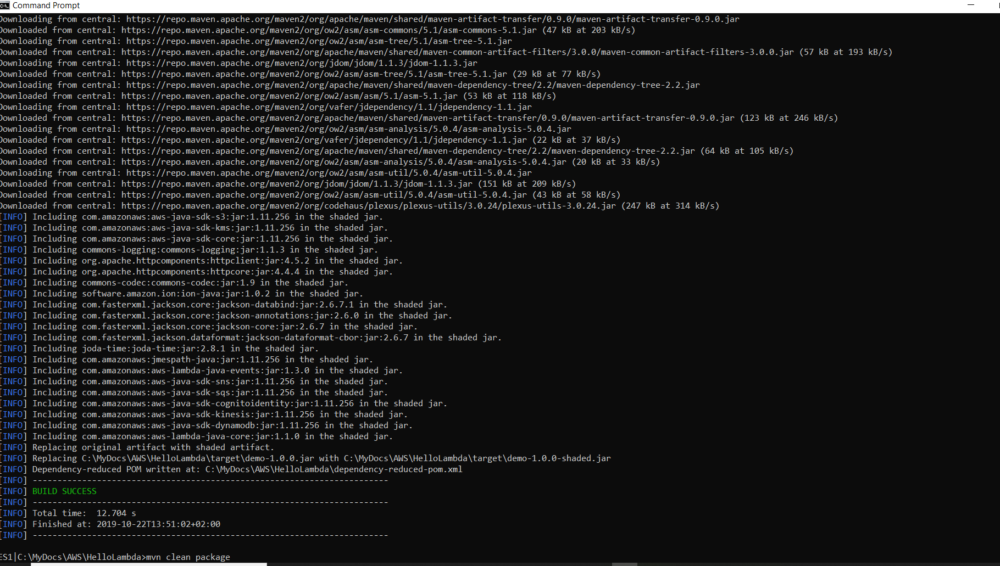 Command Prompt
Downloading from central: https://repo.maven.apache.org/maven2/org/apache/maven/shared/maven-artifact-transfer/0.9.0/maven-artifact-transfer-0.9.0.jar
Downloaded from central: https://repo.maven.apache.org/maven2/org/ow2/asm/asm-commons/5.1/asm-commons-5.1.jar (47 kB at 203 kB/s)
Downloading from central: https://repo.maven.apache.org/maven2/org/ow2/asm/asm-tree/5.1/asm-tree-5.1.jar
Downloaded from central: https://repo.maven.apache.org/maven2/org/apache/maven/shared/maven-common-artifact-filters/3.0.0/maven-common-artifact-filters-3.0.0.jar (57 kB at 193 kB/s)
Downloading from central: https://repo.maven.apache.org/maven2/org/jdom/jdom/1.1.3/jdom-1.1.3.jar
Downloaded from central: https://repo.maven.apache.org/maven2/org/ow2/asm/asm-tree/5.1/asm-tree-5.1.jar (29 kB at 77 kB/s)
Downloading from central: https://repo.maven.apache.org/maven2/org/apache/maven/shared/maven-dependency-tree/2.2/maven-dependency-tree-2.2.jar
Downloaded from central: https://repo.maven.apache.org/maven2/org/ow2/asm/asm/5.1/asm-5.1.jar (53 kB at 118 kB/s)
Downloading from central: https://repo.maven.apache.org/maven2/org/vafer/jdependency/1.1/jdependency-1.1.jar
Downloaded from central: https://repo.maven.apache.org/maven2/org/apache/maven/shared/maven-artifact-transfer/0.9.0/maven-artifact-transfer-0.9.0.jar (123 kB at 246 kB/s)
Downloading from central: https://repo.maven.apache.org/maven2/org/ow2/asm/asm-analysis/5.0.4/asm-analysis-5.0.4.jar
Downloaded from central: https://repo.maven.apache.org/maven2/org/vafer/jdependency/1.1/jdependency-1.1.jar (22 kB at 37 kB/s)
Downloaded from central: https://repo.maven.apache.org/maven2/org/apache/maven/shared/maven-dependency-tree/2.2/maven-dependency-tree-2.2.jar (64 kB at 105 kB/s)
Downloaded from central: https://repo.maven.apache.org/maven2/org/ow2/asm/asm-analysis/5.0.4/asm-analysis-5.0.4.jar (20 kB at 33 kB/s)
Downloading from central: https://repo.maven.apache.org/maven2/org/ow2/asm/asm-util/5.0.4/asm-util-5.0.4.jar
Downloaded from central: https://repo.maven.apache.org/maven2/org/jdom/jdom/1.1.3/jdom-1.1.3.jar (151 kB at 209 kB/s)
Downloaded from central: https://repo.maven.apache.org/maven2/org/ow2/asm/asm-util/5.0.4/asm-util-5.0.4.jar (43 kB at 58 kB/s)
Downloaded from central: https://repo.maven.apache.org/maven2/org/codehaus/plexus/plexus-utils/3.0.24/plexus-utils-3.0.24.jar (247 kB at 314 kB/s)
[INFO] Including com.amazonaws:aws-java-sdk-s3:jar:1.11.256 in the shaded jar.
[INFO] Including com.amazonaws:aws-java-sdk-kms:jar:1.11.256 in the shaded jar.
[INFO] Including com.amazonaws:aws-java-sdk-core:jar:1.11.256 in the shaded jar.
[INFO] Including commons-logging:commons-logging:jar:1.1.3 in the shaded jar.
[INFO] Including org.apache.httpcomponents:httpclient:jar:4.5.2 in the shaded jar.
[INFO] Including org.apache.httpcomponents:httpcore:jar:4.4.4 in the shaded jar.
[INFO] Including commons-codec:commons-codec:jar:1.9 in the shaded jar.
[INFO] Including software.amazon.ion:ion-java:jar:1.0.2 in the shaded jar.
[INFO] Including com.fasterxml.jackson.core:jackson-databind:jar:2.6.7.1 in the shaded jar.
[INFO] Including com.fasterxml.jackson.core:jackson-annotations:jar:2.6.0 in the shaded jar.
[INFO] Including com.fasterxml.jackson.core:jackson-core:jar:2.6.7 in the shaded jar.
[INFO] Including com.fasterxml.jackson.dataformat:jackson-dataformat-cbor:jar:2.6.7 in the shaded jar.
[INFO] Including joda-time:joda-time:jar:2.8.1 in the shaded jar.
[INFO] Including com.amazonaws:jmespath-java:jar:1.11.256 in the shaded jar.
[INFO] Including com.amazonaws:aws-lambda-java-events:jar:1.3.0 in the shaded jar.
[INFO] Including com.amazonaws:aws-java-sdk-sns:jar:1.11.256 in the shaded jar.
[INFO] Including com.amazonaws:aws-java-sdk-sqs:jar:1.11.256 in the shaded jar.
[INFO] Including com.amazonaws:aws-java-sdk-cognitoidentity:jar:1.11.256 in the shaded jar.
[INFO] Including com.amazonaws:aws-java-sdk-kinesis:jar:1.11.256 in the shaded jar.
[INFO] Including com.amazonaws:aws-java-sdk-dynamodb:jar:1.11.256 in the shaded jar.
[INFO] Including com.amazonaws:aws-lambda-java-core:jar:1.1.0 in the shaded jar.
[INFO] Replacing original artifact with shaded artifact.
[INFO] Replacing C:\MyDocs\AWS\HelloLambda\target\demo-1.0.0.jar with C:\MyDocs\AWS\HelloLambda\target\demo-1.0.0-shaded.jar
[INFO] Dependency-reduced POM written at: C:\MyDocs\AWS\HelloLambda\dependency-reduced-pom.xml
[INFO] ------------------------------------------------------------------------
[INFO] BUILD SUCCESS
[INFO] ------------------------------------------------------------------------
[INFO] Total time:  12.704 s
[INFO] Finished at: 2019-10-22T13:51:02+02:00
[INFO] ------------------------------------------------------------------------
ES1|C:\MyDocs\AWS\HelloLambda>mvn clean package